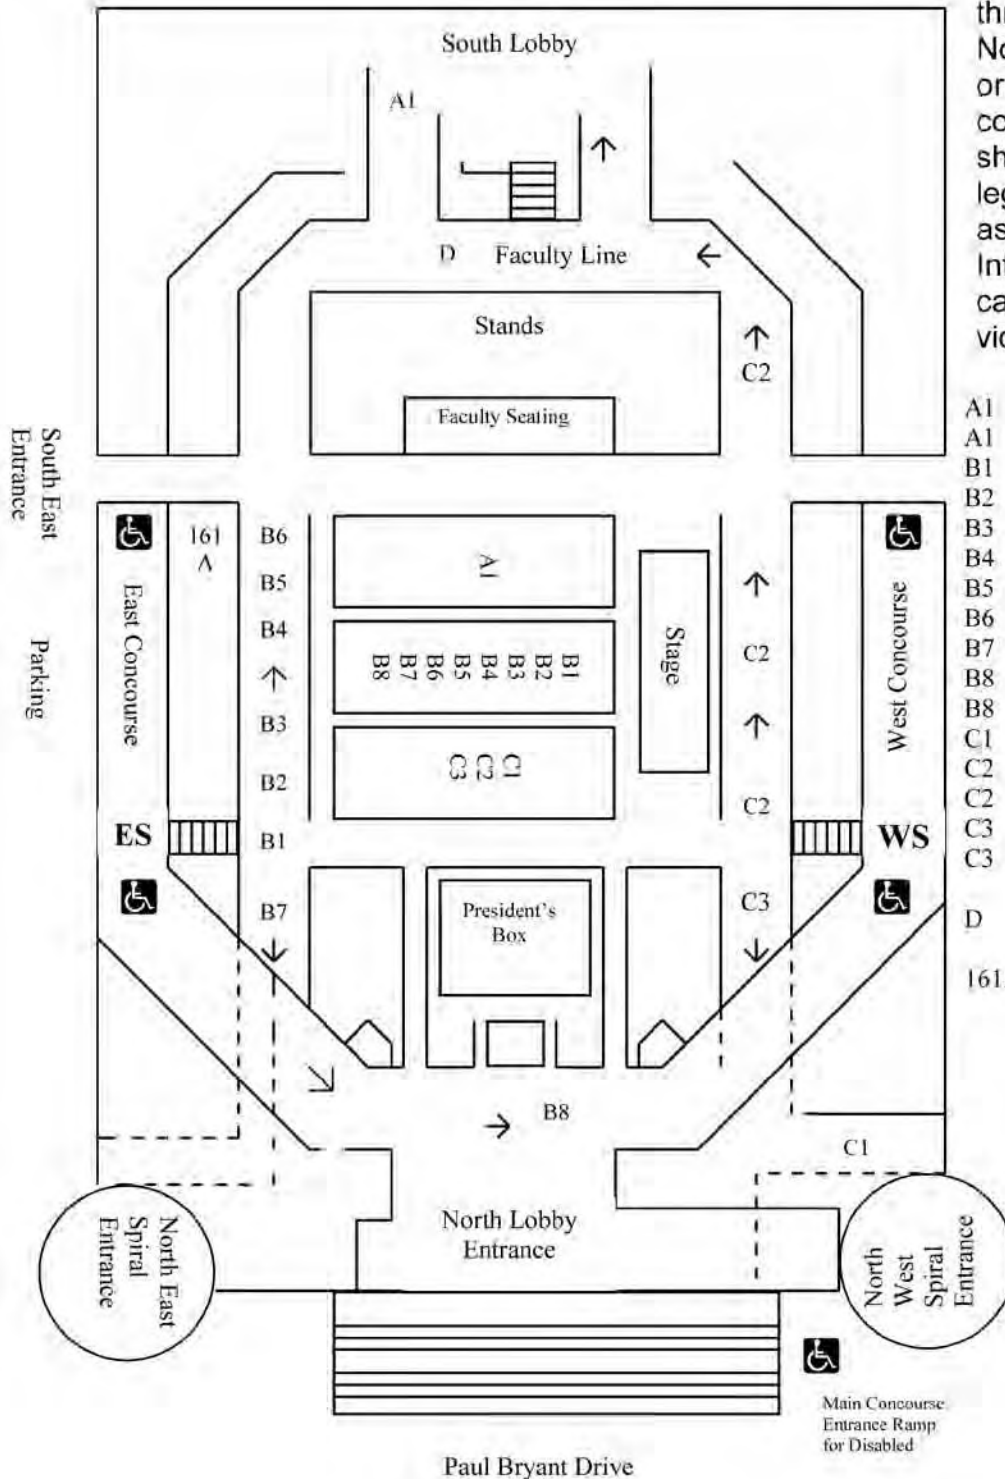 South Lobby
A1
D
Faculty Line
Stands
C2
Faculty Seating
South East
Entrance
Parking
161
East Concourse
ES
B6
B5
B4
B3
B2
B1
B7
A1
B1
B2
B3
B4
B5
B6
B7
B8
C1
C2
C3
Stage
C2
C2
C3
West Concourse
WS
President's
Box
B8
C1
North Lobby
Entrance
North East
Spiral
Entrance
North
West
Spiral
Entrance
Main Concourse
Entrance Ramp
for Disabled
Paul Bryant Drive
A1
A1
B1
B2
B3
B4
B5
B6
B7
B8
B8
C1
C2
C2
C3
C3
D
161